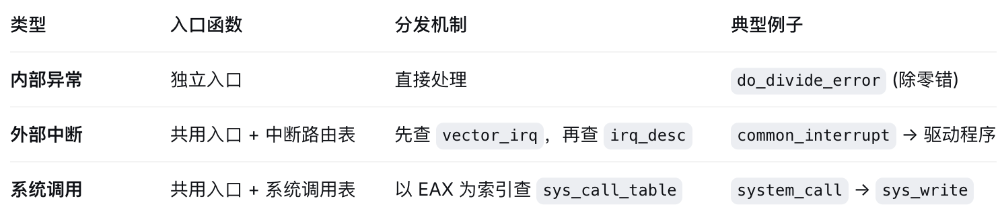 类型 入口函数 分发机制 典型例子
内部异常 独立入口 直接处理 do_divide_error (除零错)
外部中断 共用入口 + 中断路由表 先查 vector_irq，再查 irq_desc common_interrupt → 驱动程序
系统调用 共用入口 + 系统调用表 以 EAX 为索引查 sys_call_table system_call → sys_write